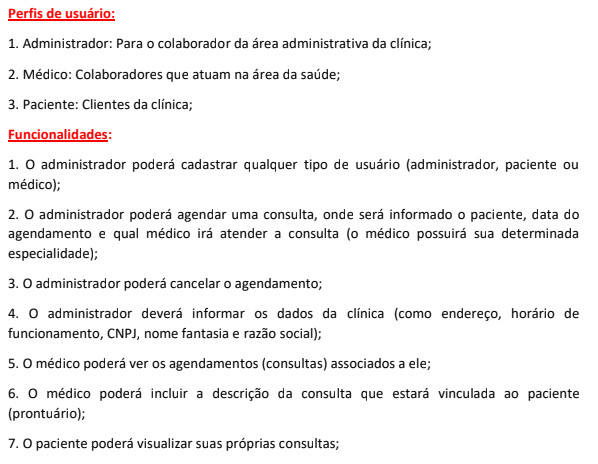 Perfis de usuário:
1. Administrador: Para o colaborador da área administrativa da clínica;
2. Médico: Colaboradores que atuam na área da saúde;
3. Paciente: Clientes da clínica;
Funcionalidades:
1. O administrador poderá cadastrar qualquer tipo de usuário (administrador, paciente ou
médico);
2. O administrador poderá agendar uma consulta, onde será informado o paciente, data do
agendamento e qual médico irá atender a consulta (o médico possuirá sua determinada
especialidade);
3. O administrador poderá cancelar o agendamento;
4. O administrador deverá informar os dados da clínica (como endereço, horário de
funcionamento, CNPJ, nome fantasia e razão social);
5. O médico poderá ver os agendamentos (consultas) associados a ele;
6. O médico poderá incluir a descrição da consulta que estará vinculada ao paciente
(prontuário);
7. O paciente poderá visualizar suas próprias consultas;